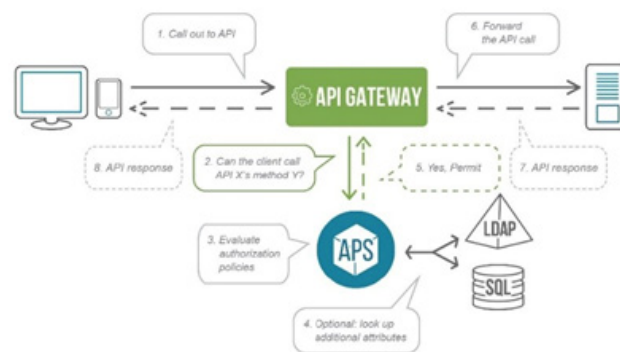 1. Call out to API
6. Forward
the API call
API GATEWAY
8. API response
2. Can the client call
API X's method Y?
5. Yes, Permit
7. API response
3. Evaluate
authorization
policies
APS
LDAP
SQL
4. Optional: look up
additional attributes